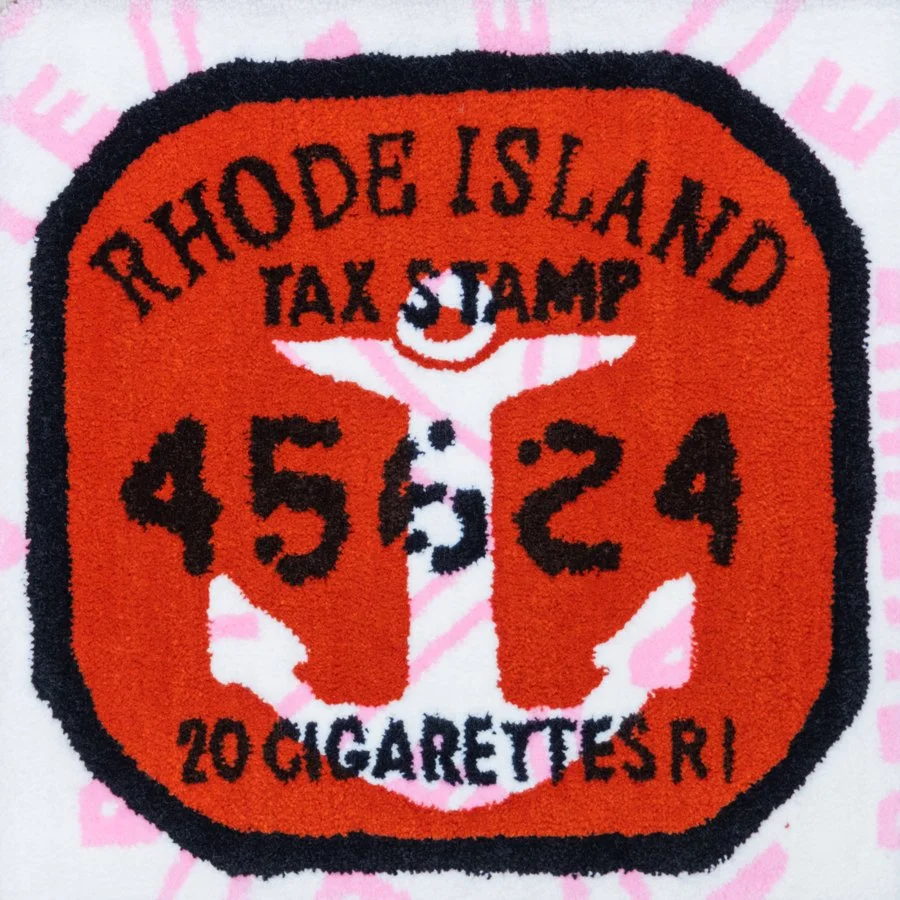 RHODE ISLAND
TAX STAMP
45624
20 CIGARETTES R I